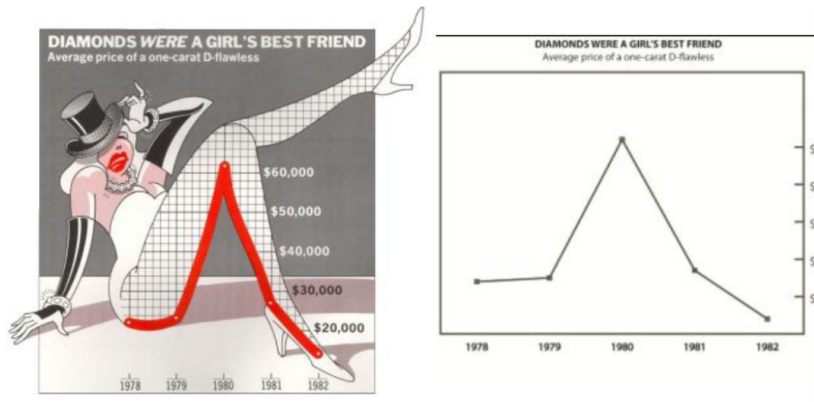 DIAMONDS WERE A GIRL'S BEST FRIEND
Average price of a one-carat D-flawless
$60,000
$50,000
$40,000
$30,000
$20,000
1978 1979 1980 1981 1982
DIAMONDS WERE A GIRL'S BEST FRIEND
Average price of a one-carat D-flawless
$
$
$
$
$
1978 1979 1980 1981 1982